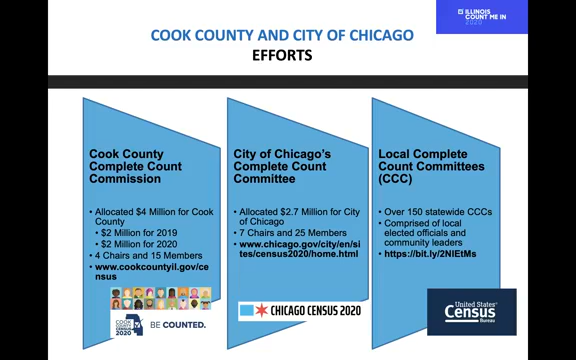 ILLINOIS
COUNT ME IN
2020
COOK COUNTY AND CITY OF CHICAGO
EFFORTS
Cook County
Complete Count
Commission
• Allocated $4 Million for Cook
County
• $2 Million for 2019
• $2 Million for 2020
• 4 Chairs and 15 Members
• www.cookcountyil.gov/ce
nsus
COOK
COUNTY
CENSUS
2020
BE COUNTED.
City of Chicago's
Complete Count
Committee
• Allocated $2.7 Million for City
of Chicago
• 7 Chairs and 25 Members
• www.chicago.gov/city/en/si
tes/census2020/home.html
CHICAGO CENSUS 2020
Local Complete
Count Committees
(CCC)
• Over 150 statewide CCCs
• Comprised of local
elected officials and
community leaders
United States®
Census
Bureau